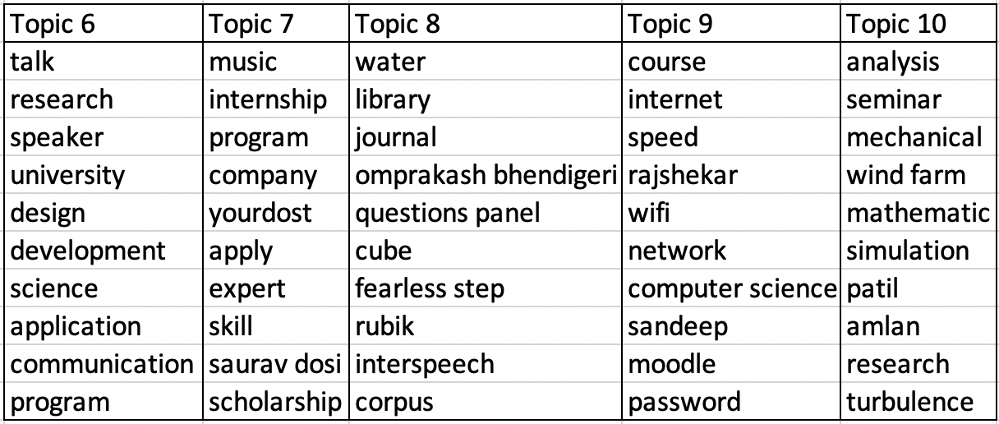 Topic 6 Topic 7 Topic 8 Topic 9 Topic 10
talk music water course analysis
research internship library internet seminar
speaker program journal speed mechanical
university company omprakash bhendigeri rajshekar wind farm
design yourdost questions panel wifi mathematic
development apply cube network simulation
science expert fearless step computer science patil
application skill rubik sandeep amlan
communication saurav dosi interspeech moodle research
program scholarship corpus password turbulence